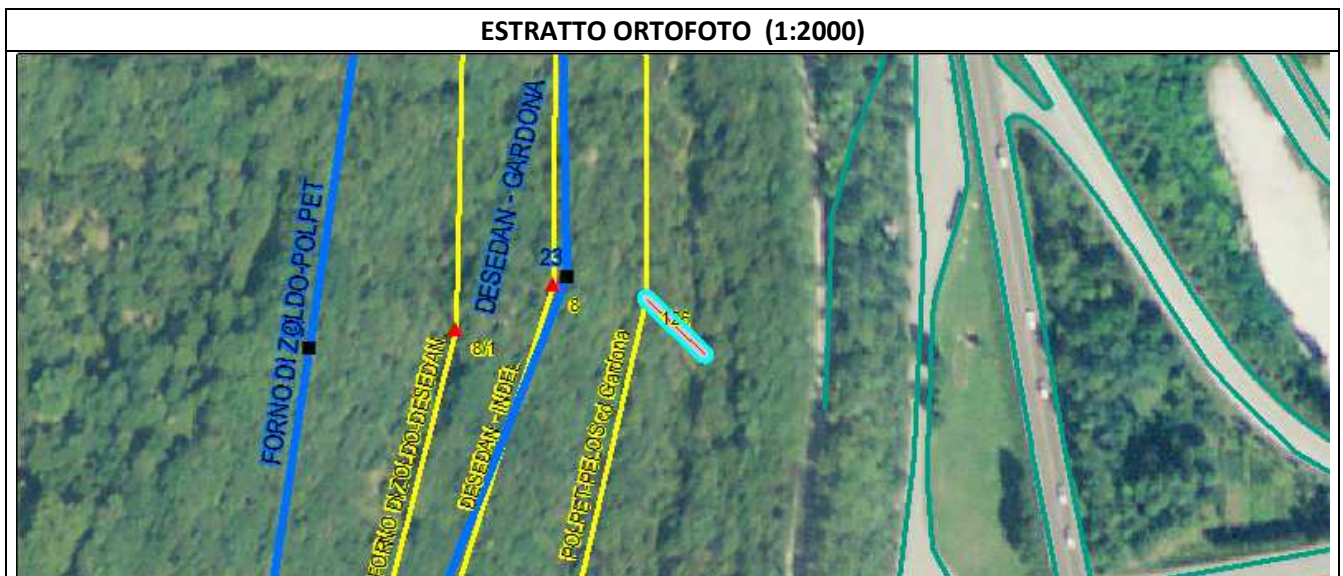 ESTRATTO ORTOFOTO (1:2000)
FORNO DI ZOLDO-POLPET
DESEDAN - GARDONA
23
8
8/1
FORNO DI ZOLDO-DESEDAN
DESEDAN - INDEL
POLPET-PELOS cd Gardona